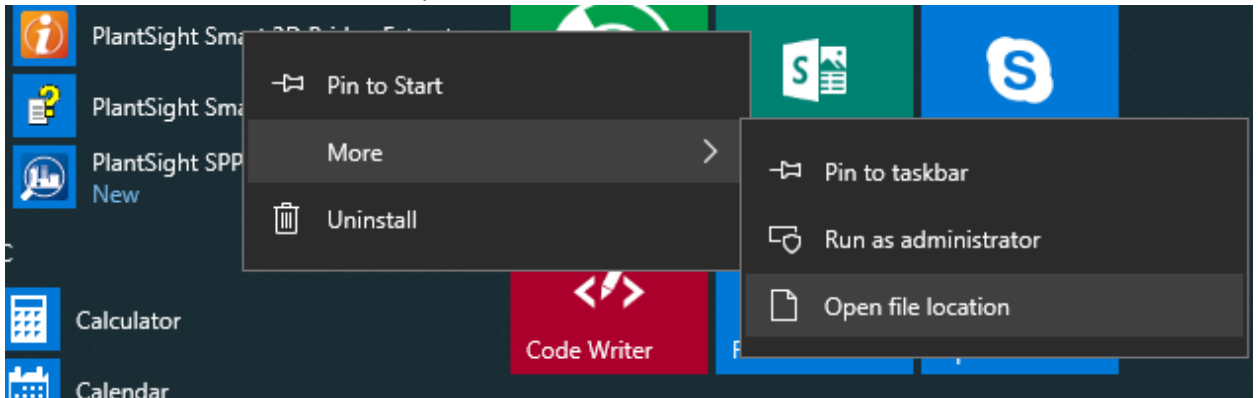 PlantSight Sma
Pin to Start
PlantSight Sma
More
PlantSight SPP
New
Uninstall
Pin to taskbar
Run as administrator
Open file location
Calculator
Code Writer
Calendar